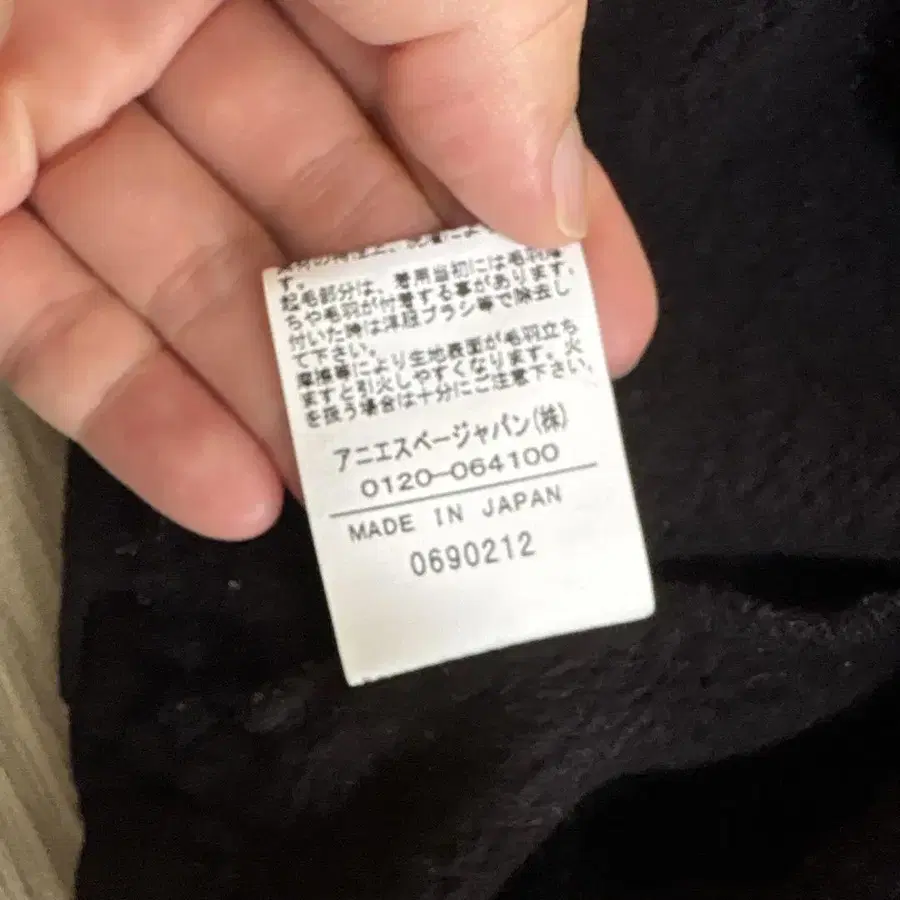 す。
起毛部分は、着用当初には毛羽落
ちや毛羽が付着する事があります。
付いた時は洋服ブラシ等で除去し
て下さい。
摩擦等により生地表面が毛羽立ち
ますと引火しやすくなります。火
を扱う場合は十分にご注意下さい。
アニエスベージャパン(株)
0120-064100
MADE IN JAPAN
0690212